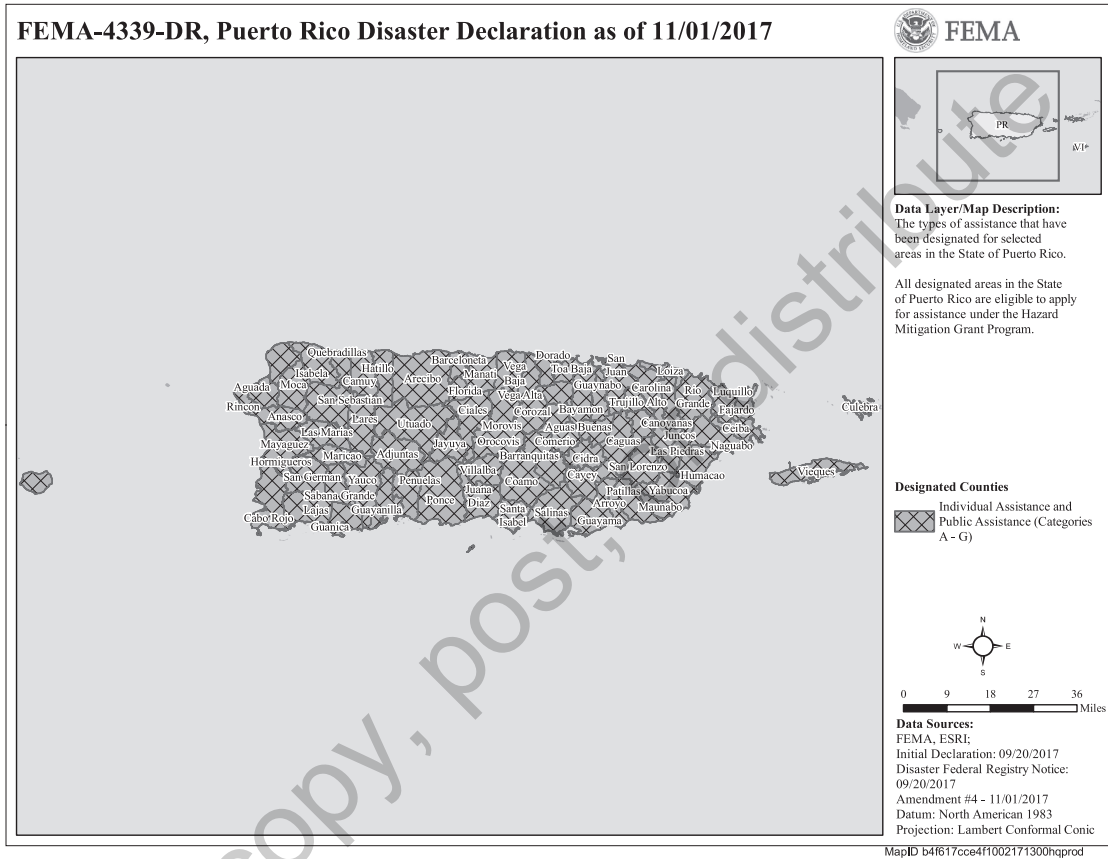 FEMA-4339-DR, Puerto Rico Disaster Declaration as of 11/01/2017
FEMA
PR
VI
Data Layer/Map Description:
The types of assistance that have
been designated for selected
areas in the State of Puerto Rico.
All designated areas in the State
of Puerto Rico are eligible to apply
for assistance under the Hazard
Mitigation Grant Program.
Quebradillas
Isabela
Hatillo
Camuy
Barceloneta
Arecibo
Manati
Florida
Vega
Baja
Vega Alta
Dorado
Toa Baja
San
Juan
Guaynabo
Loiza
Carolina
Trujillo Alto
Rio
Grande
Luquillo
Fajardo
Culebra
Aguada
Moca
Rincon
San Sebastian
Anasco
Lares
Utuado
Ciales
Corozal
Bayamon
Morovis
Aguas Buenas
Canovanas
Ceiba
Las Marias
Mayaguez
Jayuya
Orocovis
Comerio
Caguas
Juncos
Naguabo
Las Piedras
Maricao
Adjuntas
Barranquitas
Cidra
Hormigueros
San German
Yauco
Penuelas
Villalba
Coamo
Cayey
San Lorenzo
Humacao
Vieques
Sabana Grande
Ponce
Juana
Diaz
Patillas
Yabucoa
Cabo Rojo
Lajas
Guayanilla
Guanica
Santa
Isabel
Salinas
Arroyo
Guayama
Maunabo
Designated Counties
Individual Assistance and
Public Assistance (Categories
A - G)
N
W
E
S
0 9 18 27 36
Miles
Data Sources:
FEMA, ESRI;
Initial Declaration: 09/20/2017
Disaster Federal Registry Notice:
09/20/2017
Amendment #4 - 11/01/2017
Datum: North American 1983
Projection: Lambert Conformal Conic
MapID b4f617cce4f1002171300hqprod
copy, post, distribute